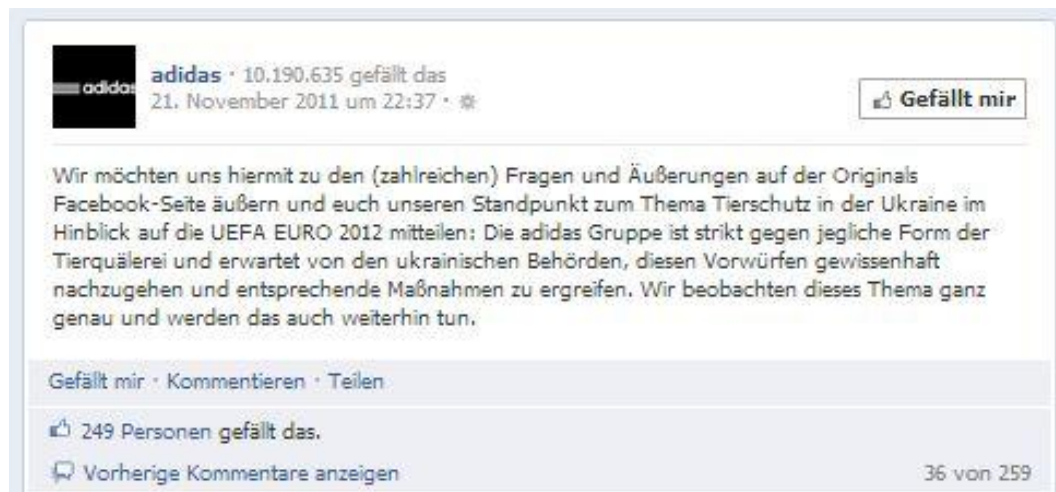 adidas
adidas · 10.190.635 gefällt das
21. November 2011 um 22:37 ·
Gefällt mir
Wir möchten uns hiermit zu den (zahlreichen) Fragen und Äußerungen auf der Originals
Facebook-Seite äußern und euch unseren Standpunkt zum Thema Tierschutz in der Ukraine im
Hinblick auf die UEFA EURO 2012 mitteilen: Die adidas Gruppe ist strikt gegen jegliche Form der
Tierquälerei und erwartet von den ukrainischen Behörden, diesen Vorwürfen gewissenhaft
nachzugehen und entsprechende Maßnahmen zu ergreifen. Wir beobachten dieses Thema ganz
genau und werden das auch weiterhin tun.
Gefällt mir · Kommentieren · Teilen
249 Personen gefällt das.
Vorherige Kommentare anzeigen 36 von 259